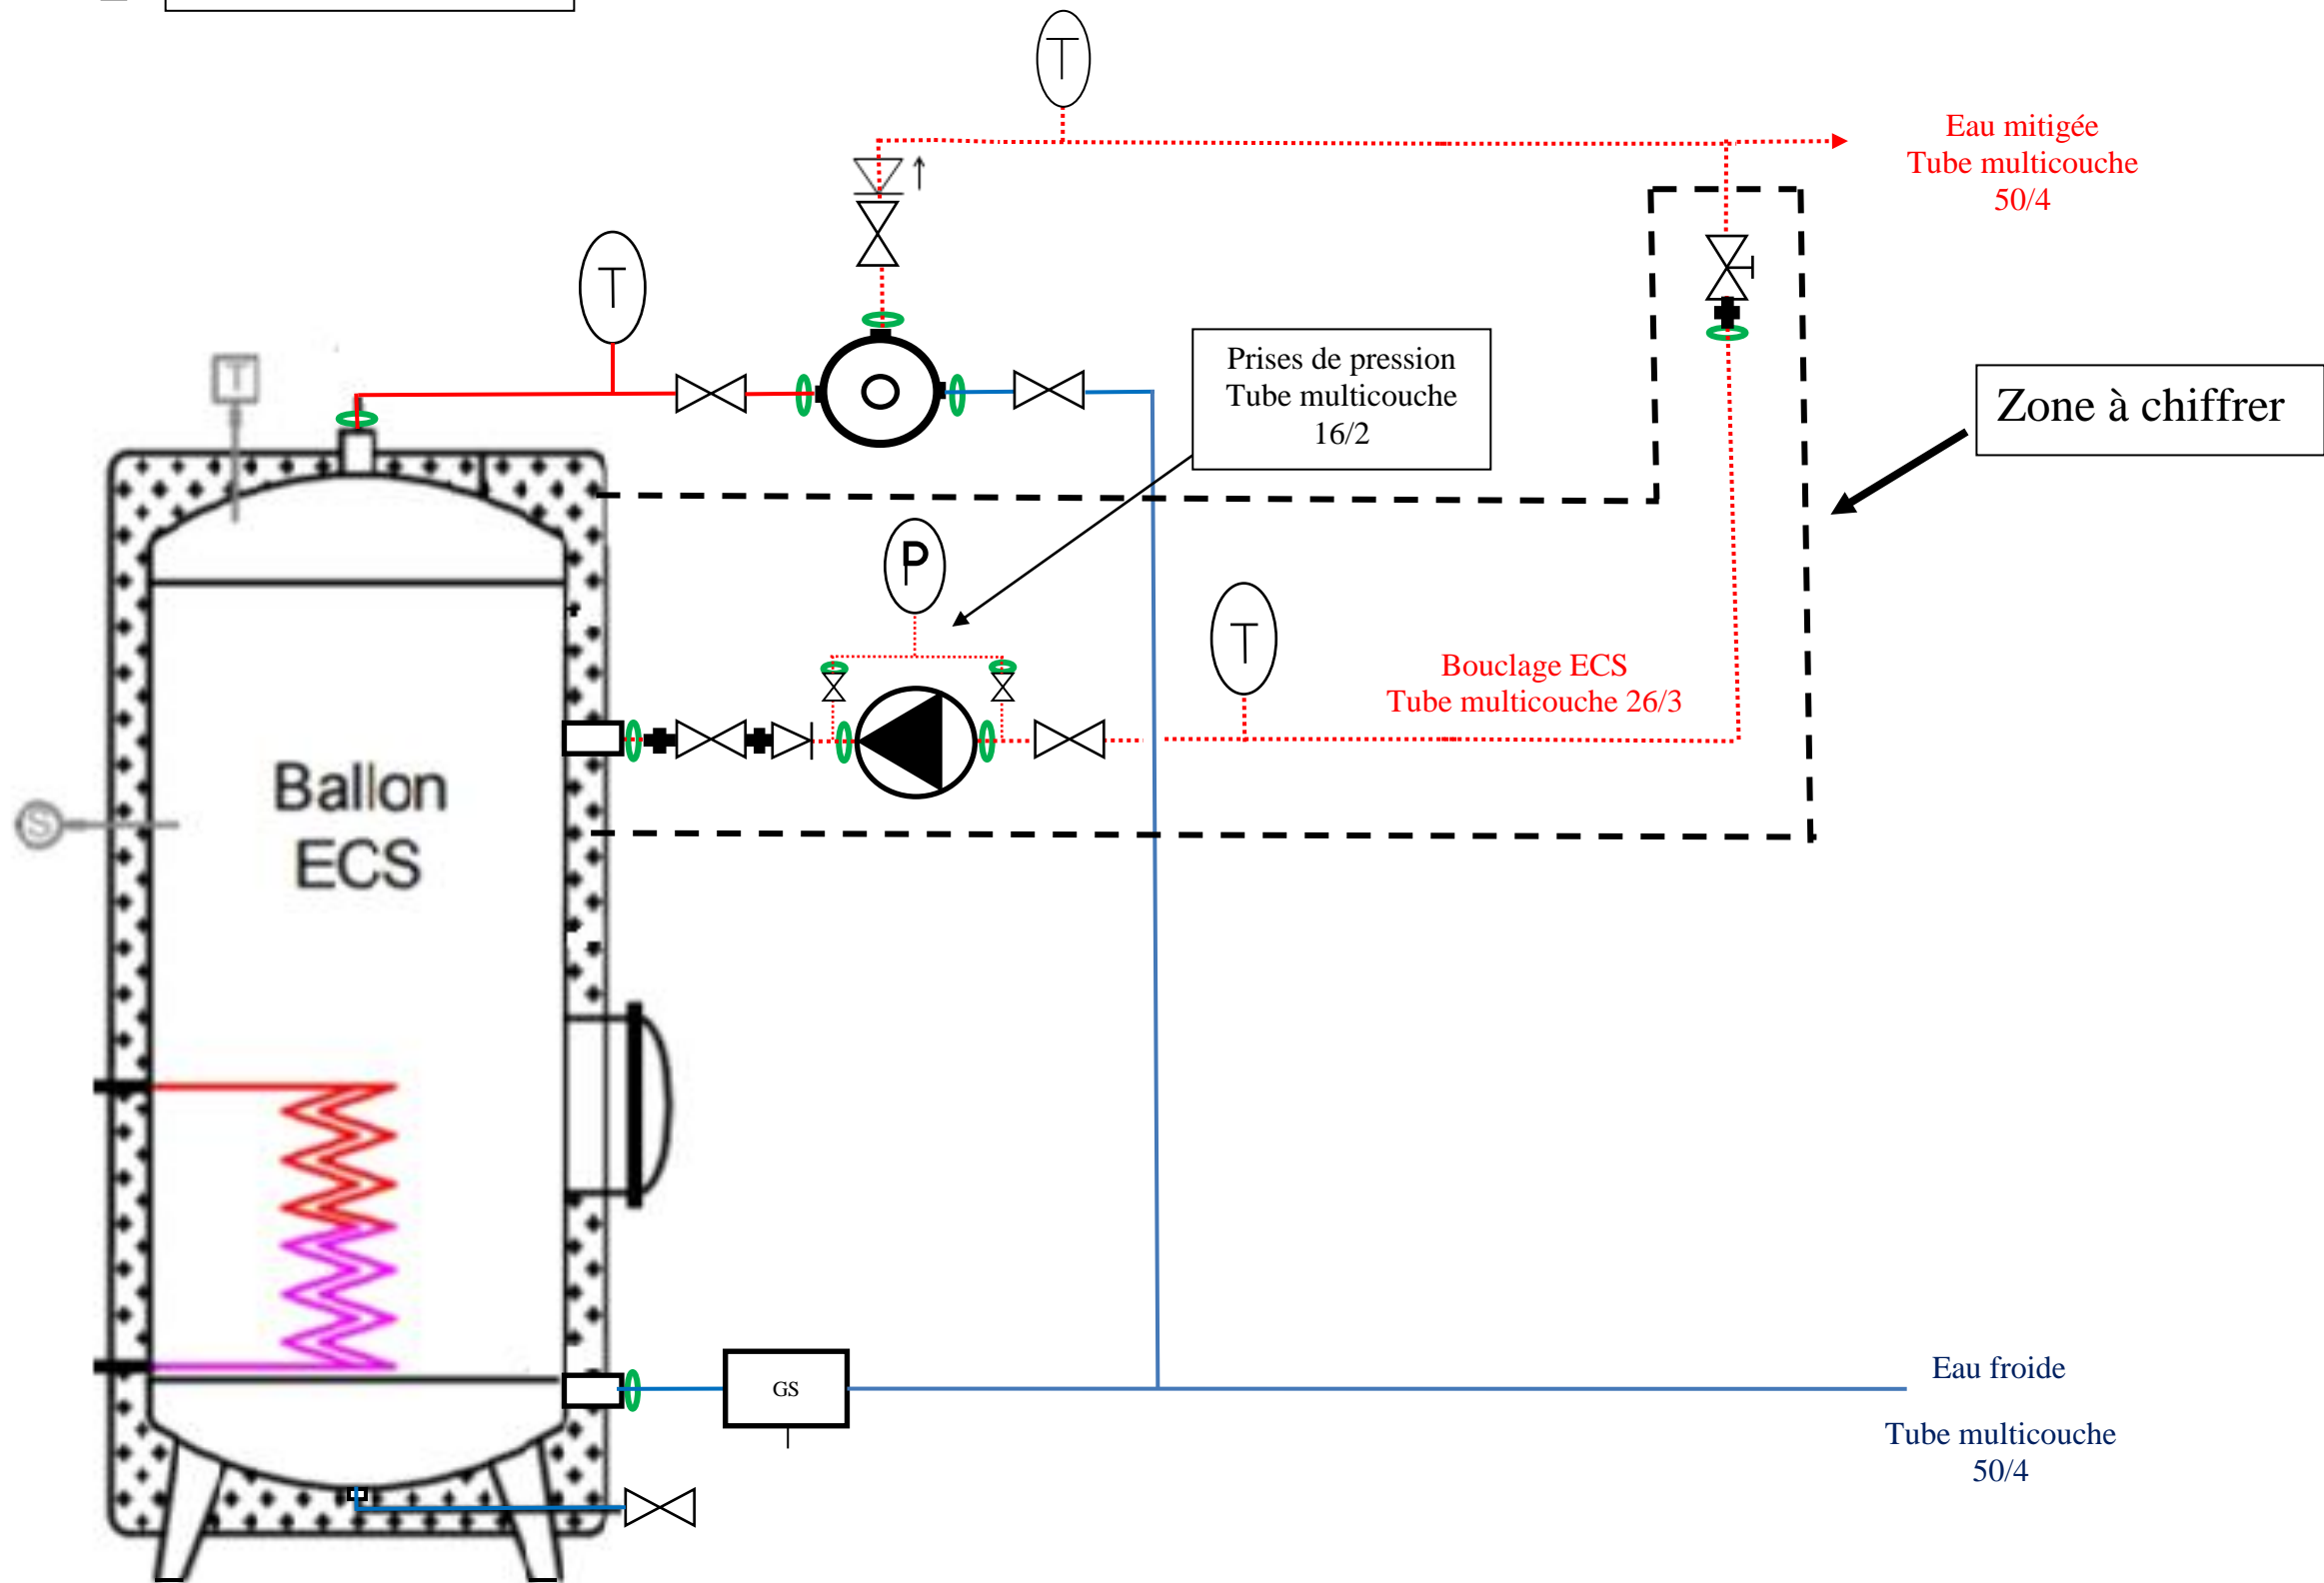 T
Eau mitigée
Tube multicouche
50/4
T
T
Prises de pression
Tube multicouche
16/2
Zone à chiffrer
P
T
Bouclage ECS
Tube multicouche 26/3
Ballon
ECS
S
GS
Eau froide
Tube multicouche
50/4